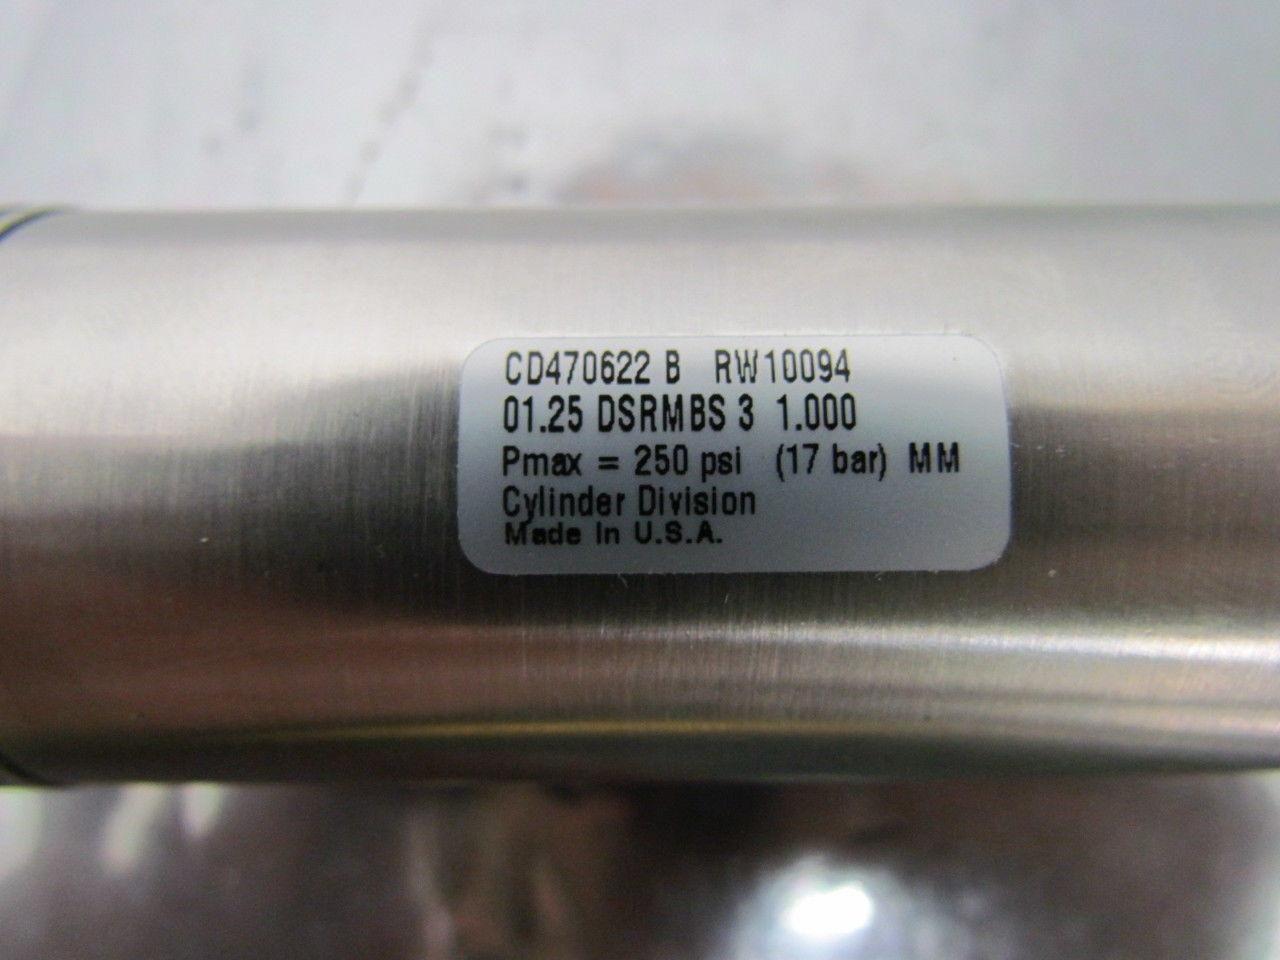 CD470622 B RW10094
01.25 DSRMBS 3 1.000
Pmax = 250 psi (17 bar) MM
Cylinder Division
Made In U.S.A.